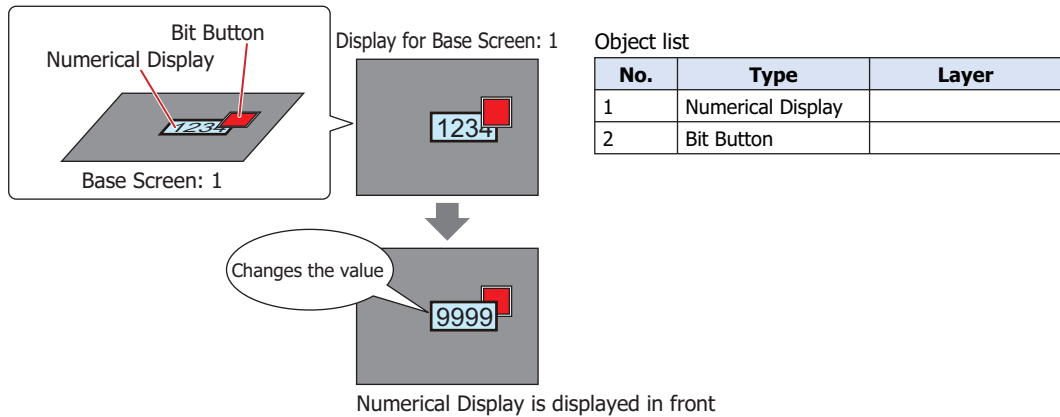 Bit Button
Numerical Display
1234
Base Screen: 1
Display for Base Screen: 1
1234
Changes the value
9999
Numerical Display is displayed in front
Object list
No. Type Layer
1 Numerical Display
2 Bit Button